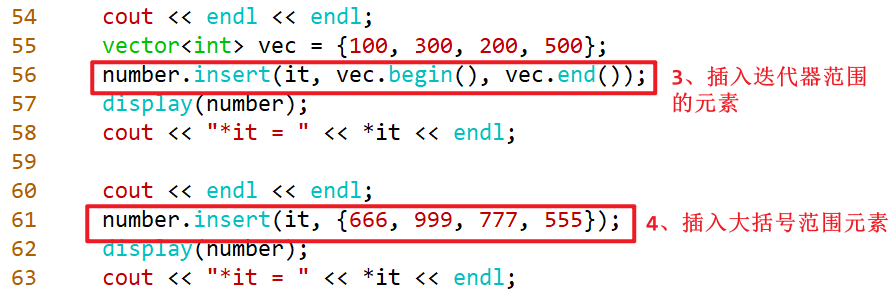 54 cout << endl << endl;
55 vector<int> vec = {100, 300, 200, 500};
56 number.insert(it, vec.begin(), vec.end());
3、插入迭代器范围
的元素
57 display(number);
58 cout << "*it = " << *it << endl;
59
60 cout << endl << endl;
61 number.insert(it, {666, 999, 777, 555});
4、插入大括号范围元素
62 display(number);
63 cout << "*it = " << *it << endl;